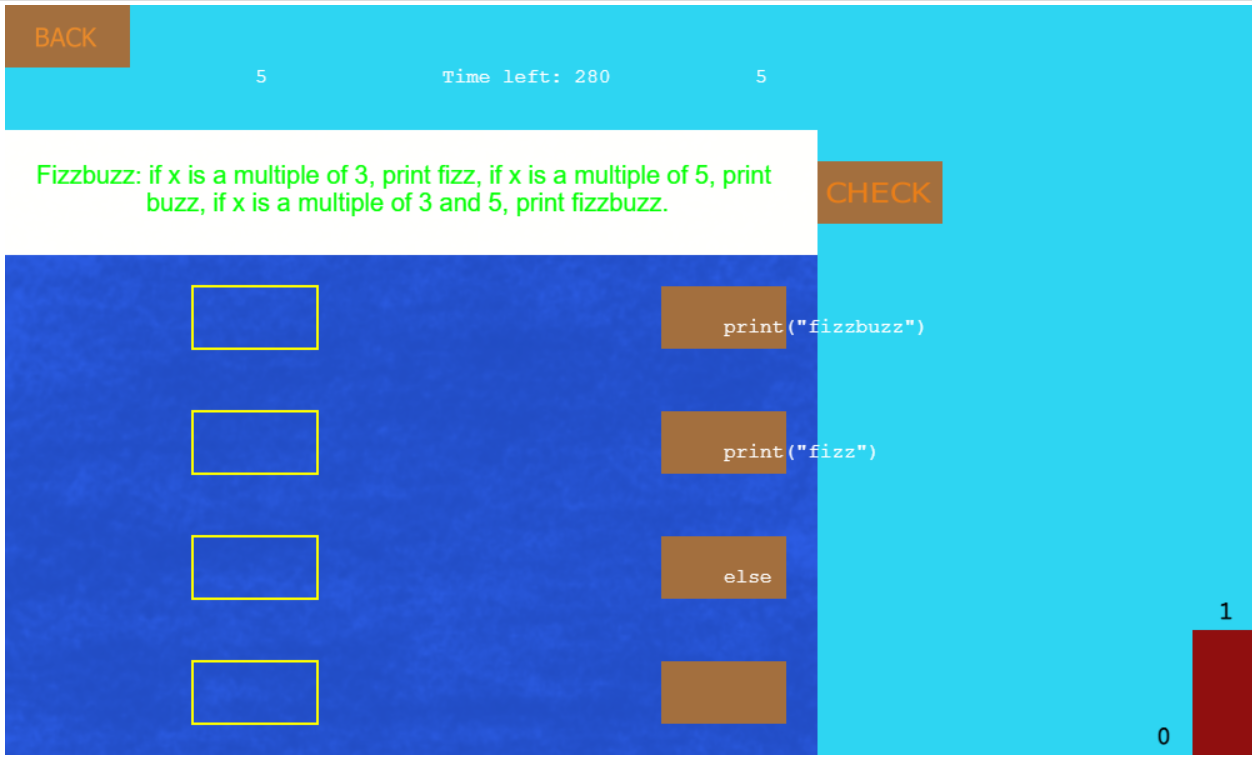 BACK
5 Time left: 280 5
Fizzbuzz: if x is a multiple of 3, print fizz, if x is a multiple of 5, print
buzz, if x is a multiple of 3 and 5, print fizzbuzz.
CHECK
print("fizzbuzz")
print("fizz")
else
1
0